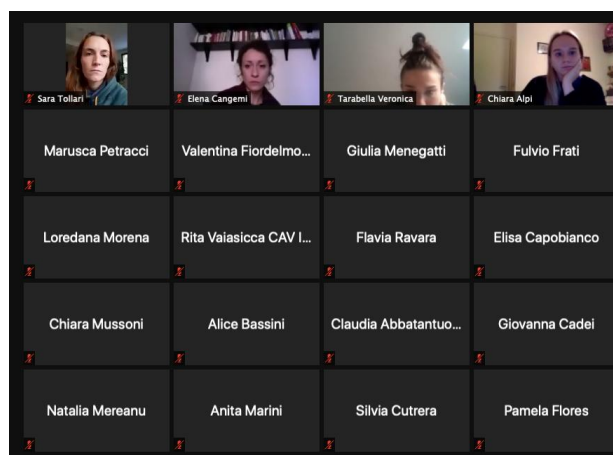 Sara Tollari
Elena Cangemi
Tarabella Veronica
Chiara Alpi
Marusca Petracci
Valentina Fiordelmo...
Giulia Menegatti
Fulvio Frati
Loredana Morena
Rita Vaiasicca CAV I...
Flavia Ravara
Elisa Capobianco
Chiara Mussoni
Alice Bassini
Claudia Abbatantuo...
Giovanna Cadei
Natalia Mereanu
Anita Marini
Silvia Cutrera
Pamela Flores